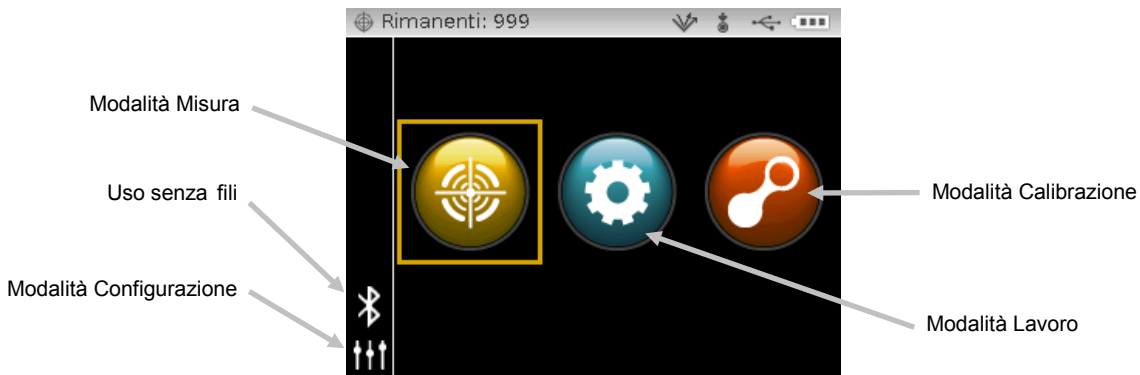 Rimanenti: 999
Modalità Misura
Uso senza fili
Modalità Calibrazione
Modalità Configurazione
Modalità Lavoro